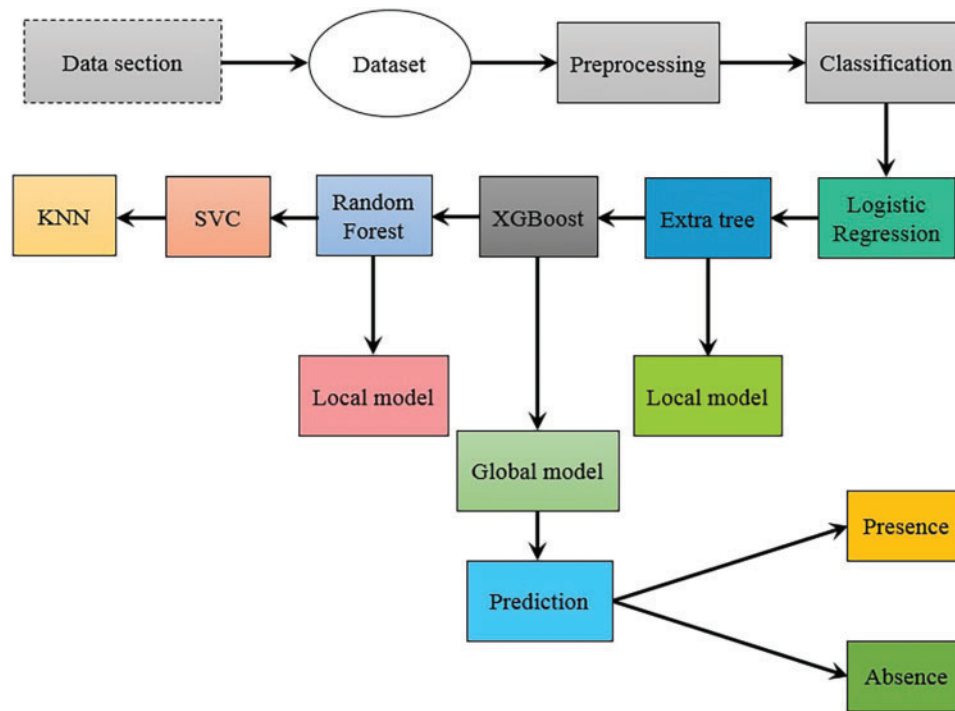 Data section
Dataset
Preprocessing
Classification
KNN
SVC
Random
Forest
XGBoost
Extra tree
Logistic
Regression
Local model
Local model
Global model
Presence
Prediction
Absence